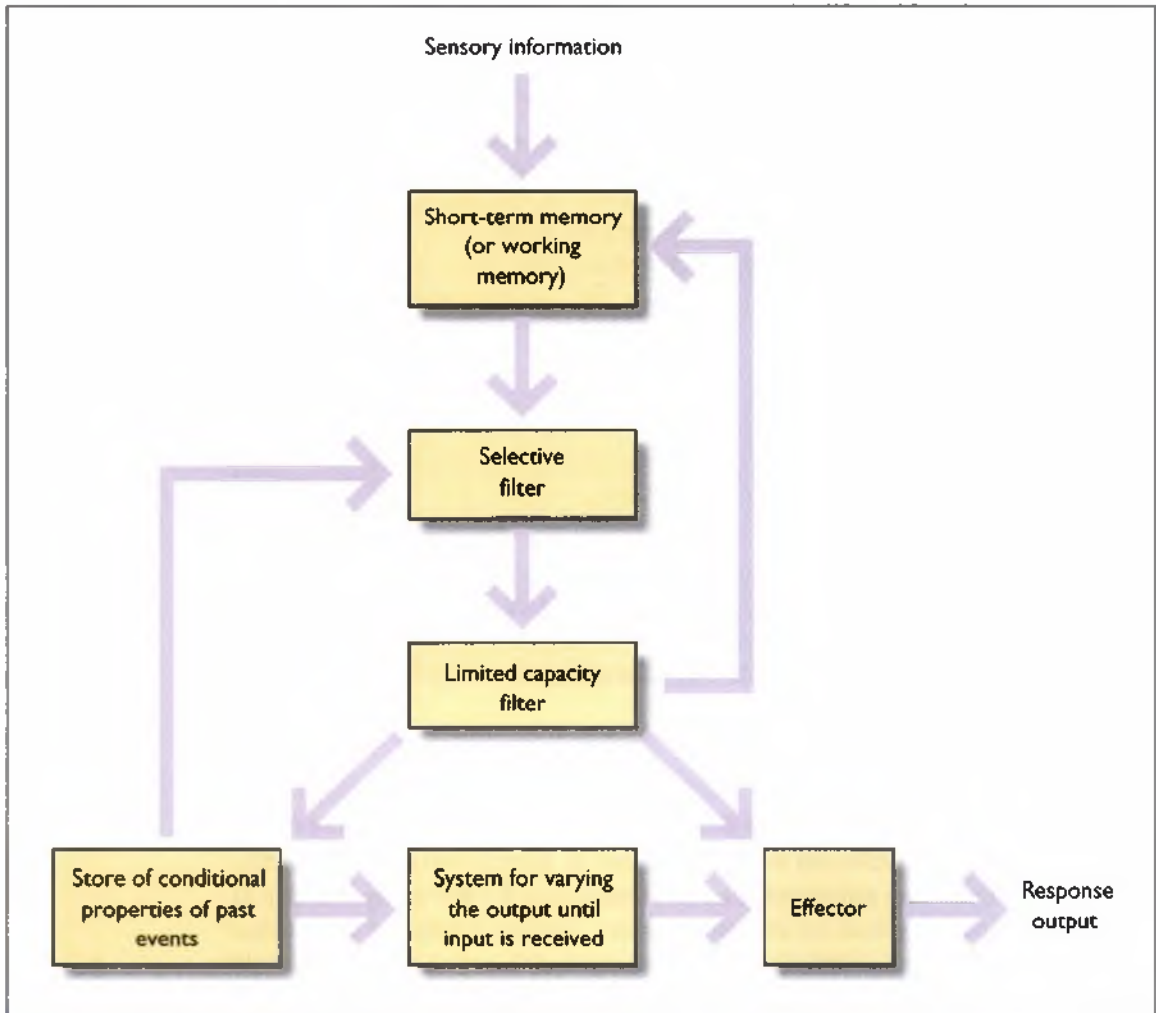 Sensory information
Short-term memory
(or working
memory)
Selective
filter
Limited capacity
filter
Store of conditional
properties of past
events
System for varying
the output until
input is received
Effector
Response
output